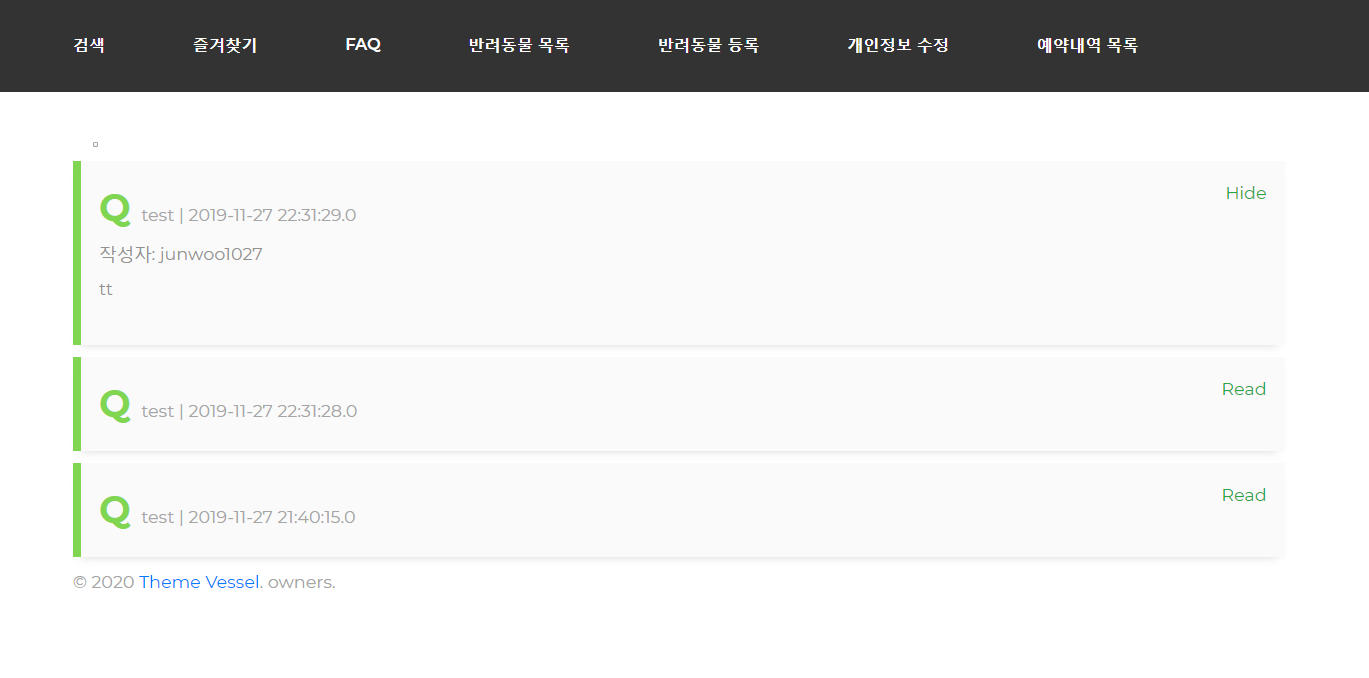 검색 즐겨찾기 FAQ 반려동물 목록 반려동물 등록 개인정보 수정 예약내역 목록
Hide
Q test | 2019-11-27 22:31:29.0
작성자: junwoo1027
tt
Read
Q test | 2019-11-27 22:31:28.0
Read
Q test | 2019-11-27 21:40:15.0
© 2020 Theme Vessel. owners.